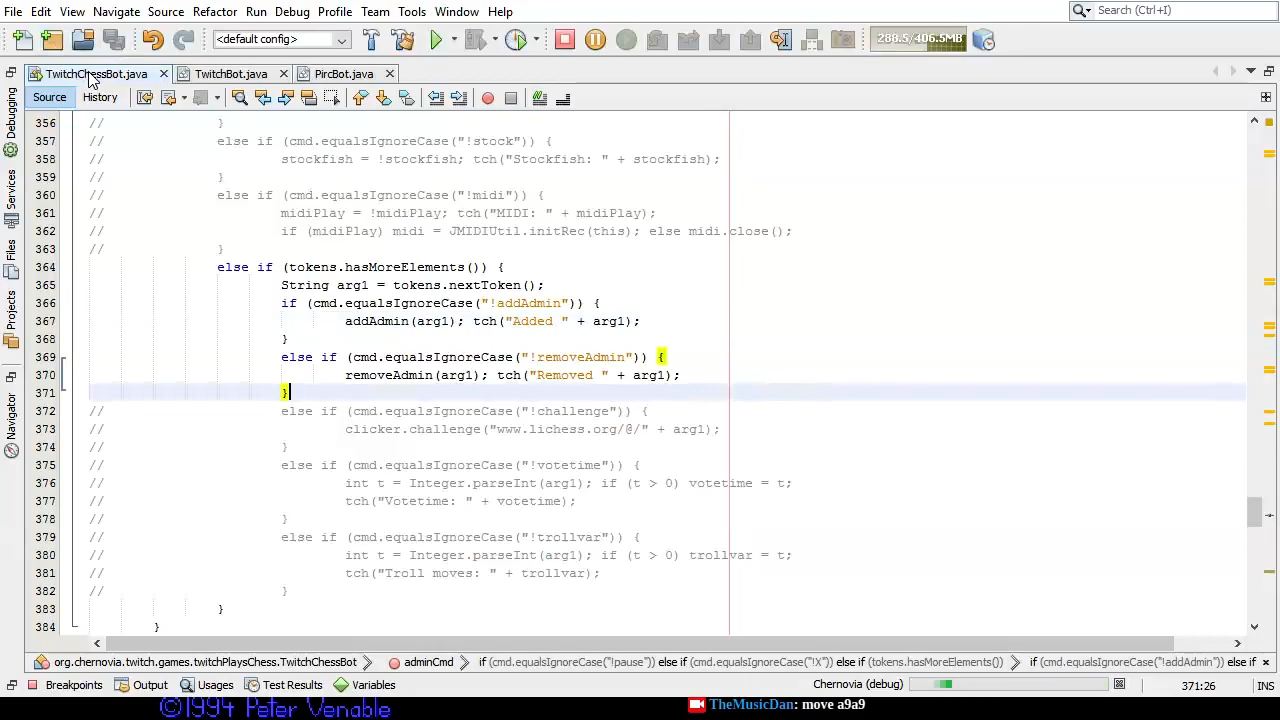 File Edit View Navigate Source Refactor Run Debug Profile Team Tools Window Help Search (Ctrl+I)
<default config> 288.5/406.5MB
TwitchChessBot.java TwitchBot.java PircBot.java
Source History
Debugging
Services
Files
Projects
Navigator
356 // }
357 // else if (cmd.equalsIgnoreCase("!stock")) {
358 // stockfish = !stockfish; tch("Stockfish: " + stockfish);
359 // }
360 // else if (cmd.equalsIgnoreCase("!midi")) {
361 // midiPlay = !midiPlay; tch("MIDI: " + midiPlay);
362 // if (midiPlay) midi = JMIDIUtil.initRec(this); else midi.close();
363 // }
364 else if (tokens.hasMoreElements()) {
365 String arg1 = tokens.nextToken();
366 if (cmd.equalsIgnoreCase("!addAdmin")) {
367 addAdmin(arg1); tch("Added " + arg1);
368 }
369 else if (cmd.equalsIgnoreCase("!removeAdmin")) {
370 removeAdmin(arg1); tch("Removed " + arg1);
371 }
372 // else if (cmd.equalsIgnoreCase("!challenge")) {
373 // clicker.challenge("www.lichess.org/@/" + arg1);
374 // }
375 // else if (cmd.equalsIgnoreCase("!votetime")) {
376 // int t = Integer.parseInt(arg1); if (t > 0) votetime = t;
377 // tch("Votetime: " + votetime);
378 // }
379 // else if (cmd.equalsIgnoreCase("!trollvar")) {
380 // int t = Integer.parseInt(arg1); if (t > 0) trollvar = t;
381 // tch("Troll moves: " + trollvar);
382 // }
383 }
384 }
org.chernovia.twitch.games.twitchPlaysChess.TwitchChessBot adminCmd if (cmd.equalsIgnoreCase("!pause")) else if (cmd.equalsIgnoreCase("!X")) else if (tokens.hasMoreElements()) if (cmd.equalsIgnoreCase("!addAdmin")) else if
Breakpoints Output Usages Test Results Variables Chernovia (debug) 371:26 INS
©1994 Peter Venable TheMusicDan: move a9a9